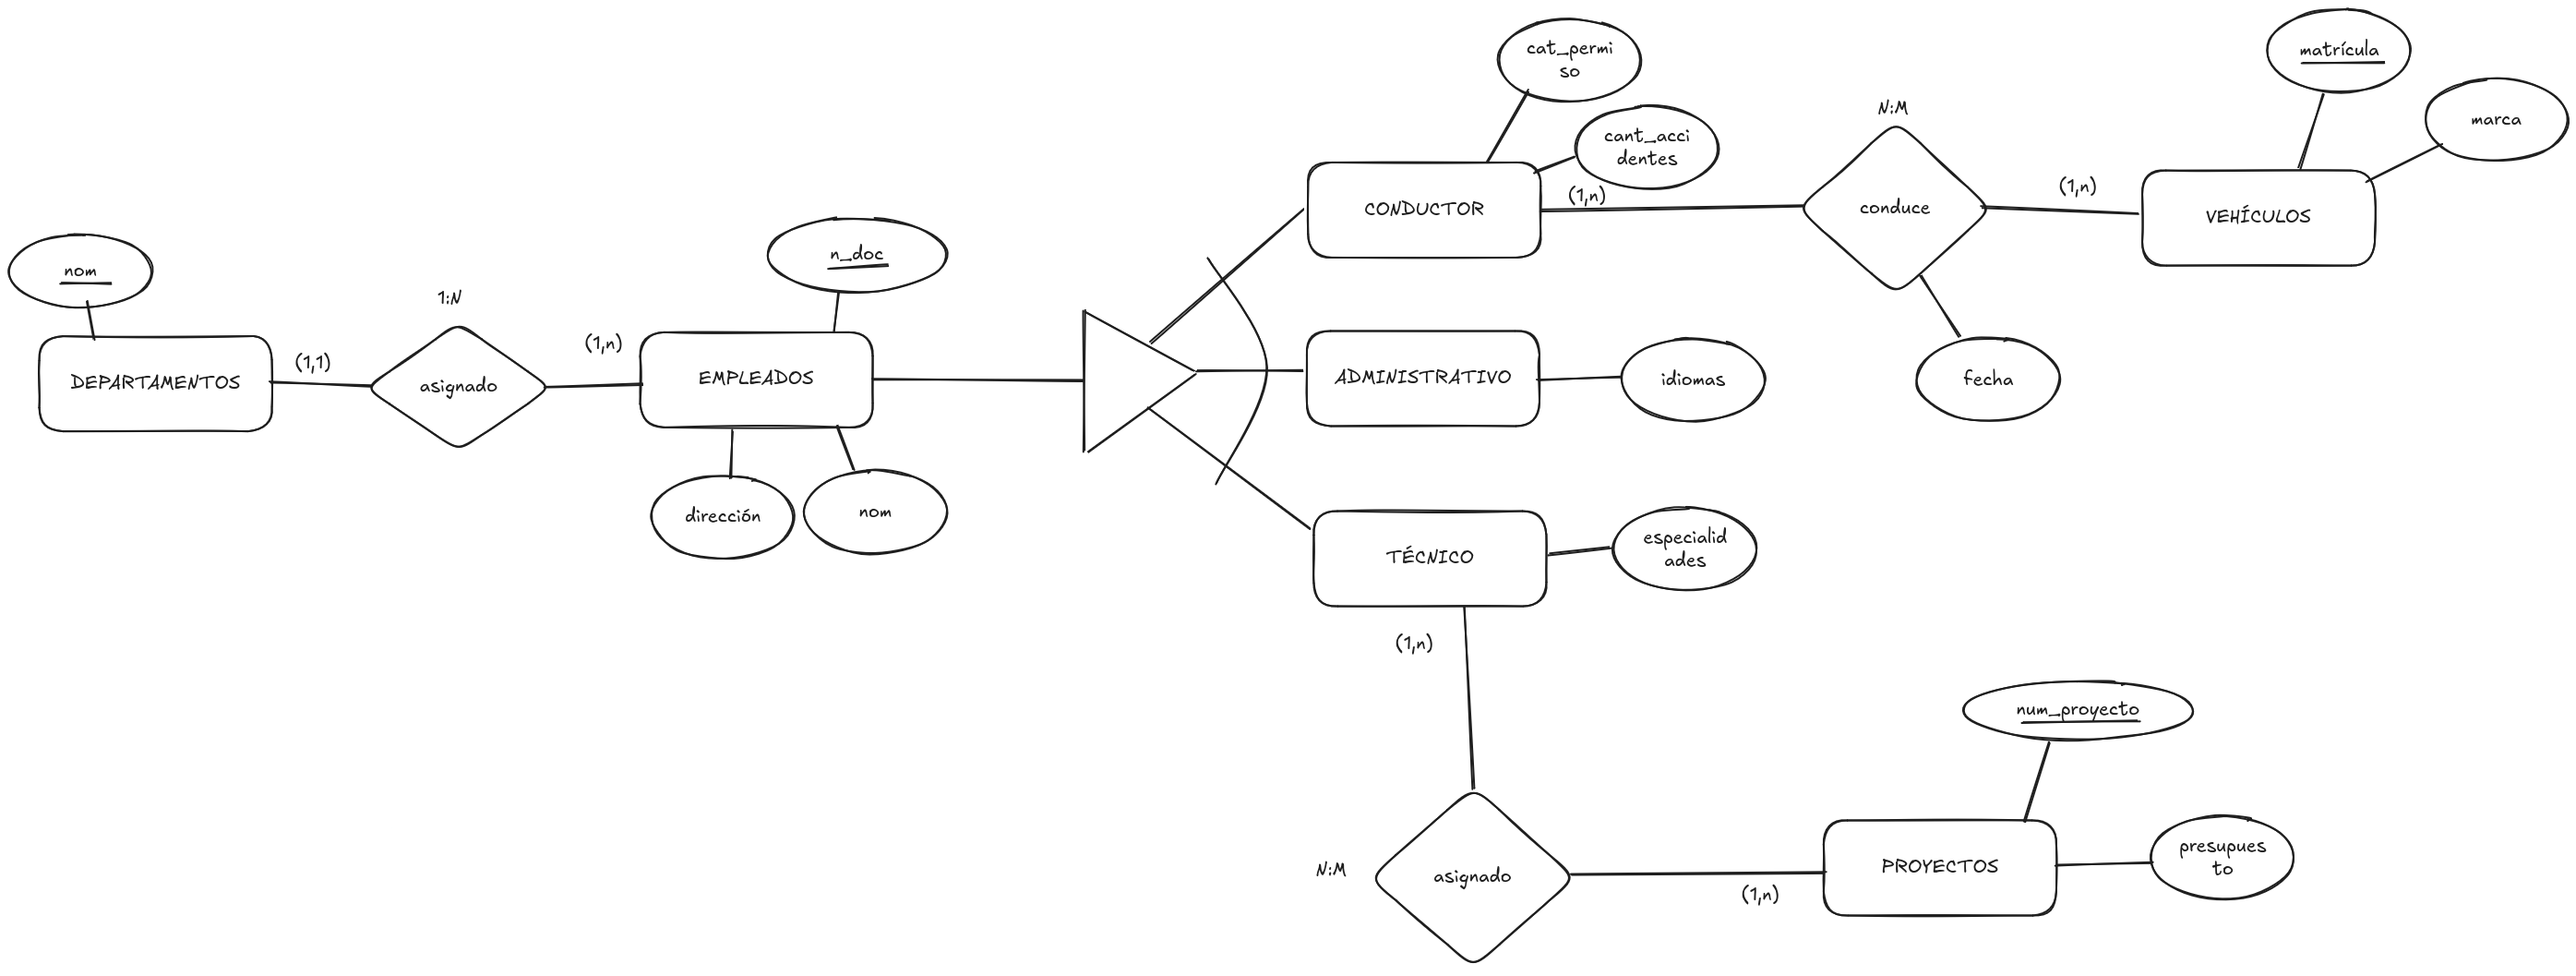 nom
DEPARTAMENTOS
(1,1)
1:N
asignado
(1,n)
n_doc
EMPLEADOS
dirección
nom
cat_permi
so
cant_acci
dentes
CONDUCTOR
(1,n)
N:M
conduce
fecha
(1,n)
matrícula
marca
VEHÍCULOS
ADMINISTRATIVO
idiomas
TÉCNICO
especialid
ades
(1,n)
N:M
asignado
(1,n)
num_proyecto
PROYECTOS
presupues
to